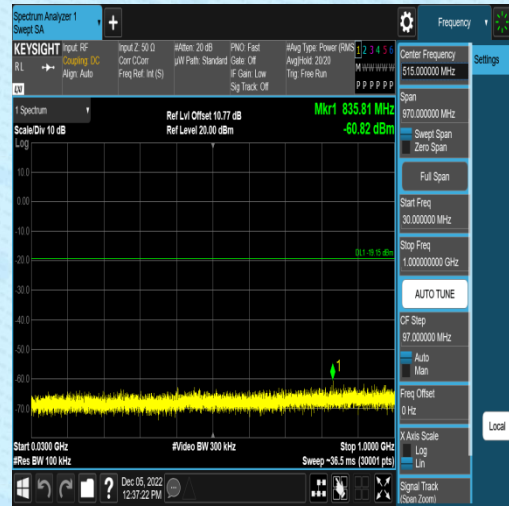 Spectrum Analyzer 1
Swept SA
+
Frequency
KEYSIGHT
RL
LXI
Input: RF
Coupling: DC
Align: Auto
Input Z: 50 Ω
Corr CCorr
Freq Ref: Int (S)
#Atten: 20 dB
µW Path: Standard
PNO: Fast
Gate: Off
IF Gain: Low
Sig Track: Off
#Avg Type: Power (RMS
Avg|Hold: 20/20
Trig: Free Run
1 2 3 4 5 6
M W W W W W
P P P P P P
1 Spectrum
Scale/Div 10 dB
Log
Ref Lvl Offset 10.77 dB
Ref Level 20.00 dBm
Mkr1 835.81 MHz
-60.82 dBm
10.0
0.00
-10.0
-20.0
-30.0
-40.0
-50.0
-60.0
-70.0
DL1 -19.15 dBm
1
Start 0.0300 GHz
#Res BW 100 kHz
#Video BW 300 kHz
Stop 1.0000 GHz
Sweep ~36.5 ms (30001 pts)
Dec 05, 2022
12:37:22 PM
?
Center Frequency
515.000000 MHz
Span
970.000000 MHz
Swept Span
Zero Span
Full Span
Start Freq
30.000000 MHz
Stop Freq
1.000000000 GHz
AUTO TUNE
CF Step
97.000000 MHz
Auto
Man
Freq Offset
0 Hz
X Axis Scale
Log
Lin
Signal Track
(Span Zoom)
Settings
Local